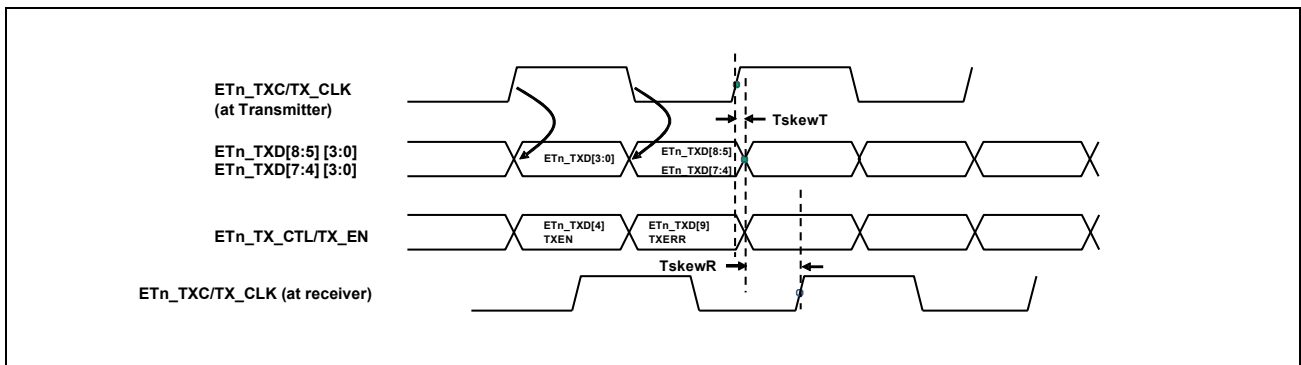 ETn_TXC/TX_CLK
(at Transmitter)
TskewT
ETn_TXD[8:5] [3:0]
ETn_TXD[7:4] [3:0]
ETn_TXD[3:0]
ETn_TXD[8:5]
ETn_TXD[7:4]
ETn_TX_CTL/TX_EN
ETn_TXD[4]
TXEN
ETn_TXD[9]
TXERR
TskewR
ETn_TXC/TX_CLK (at receiver)